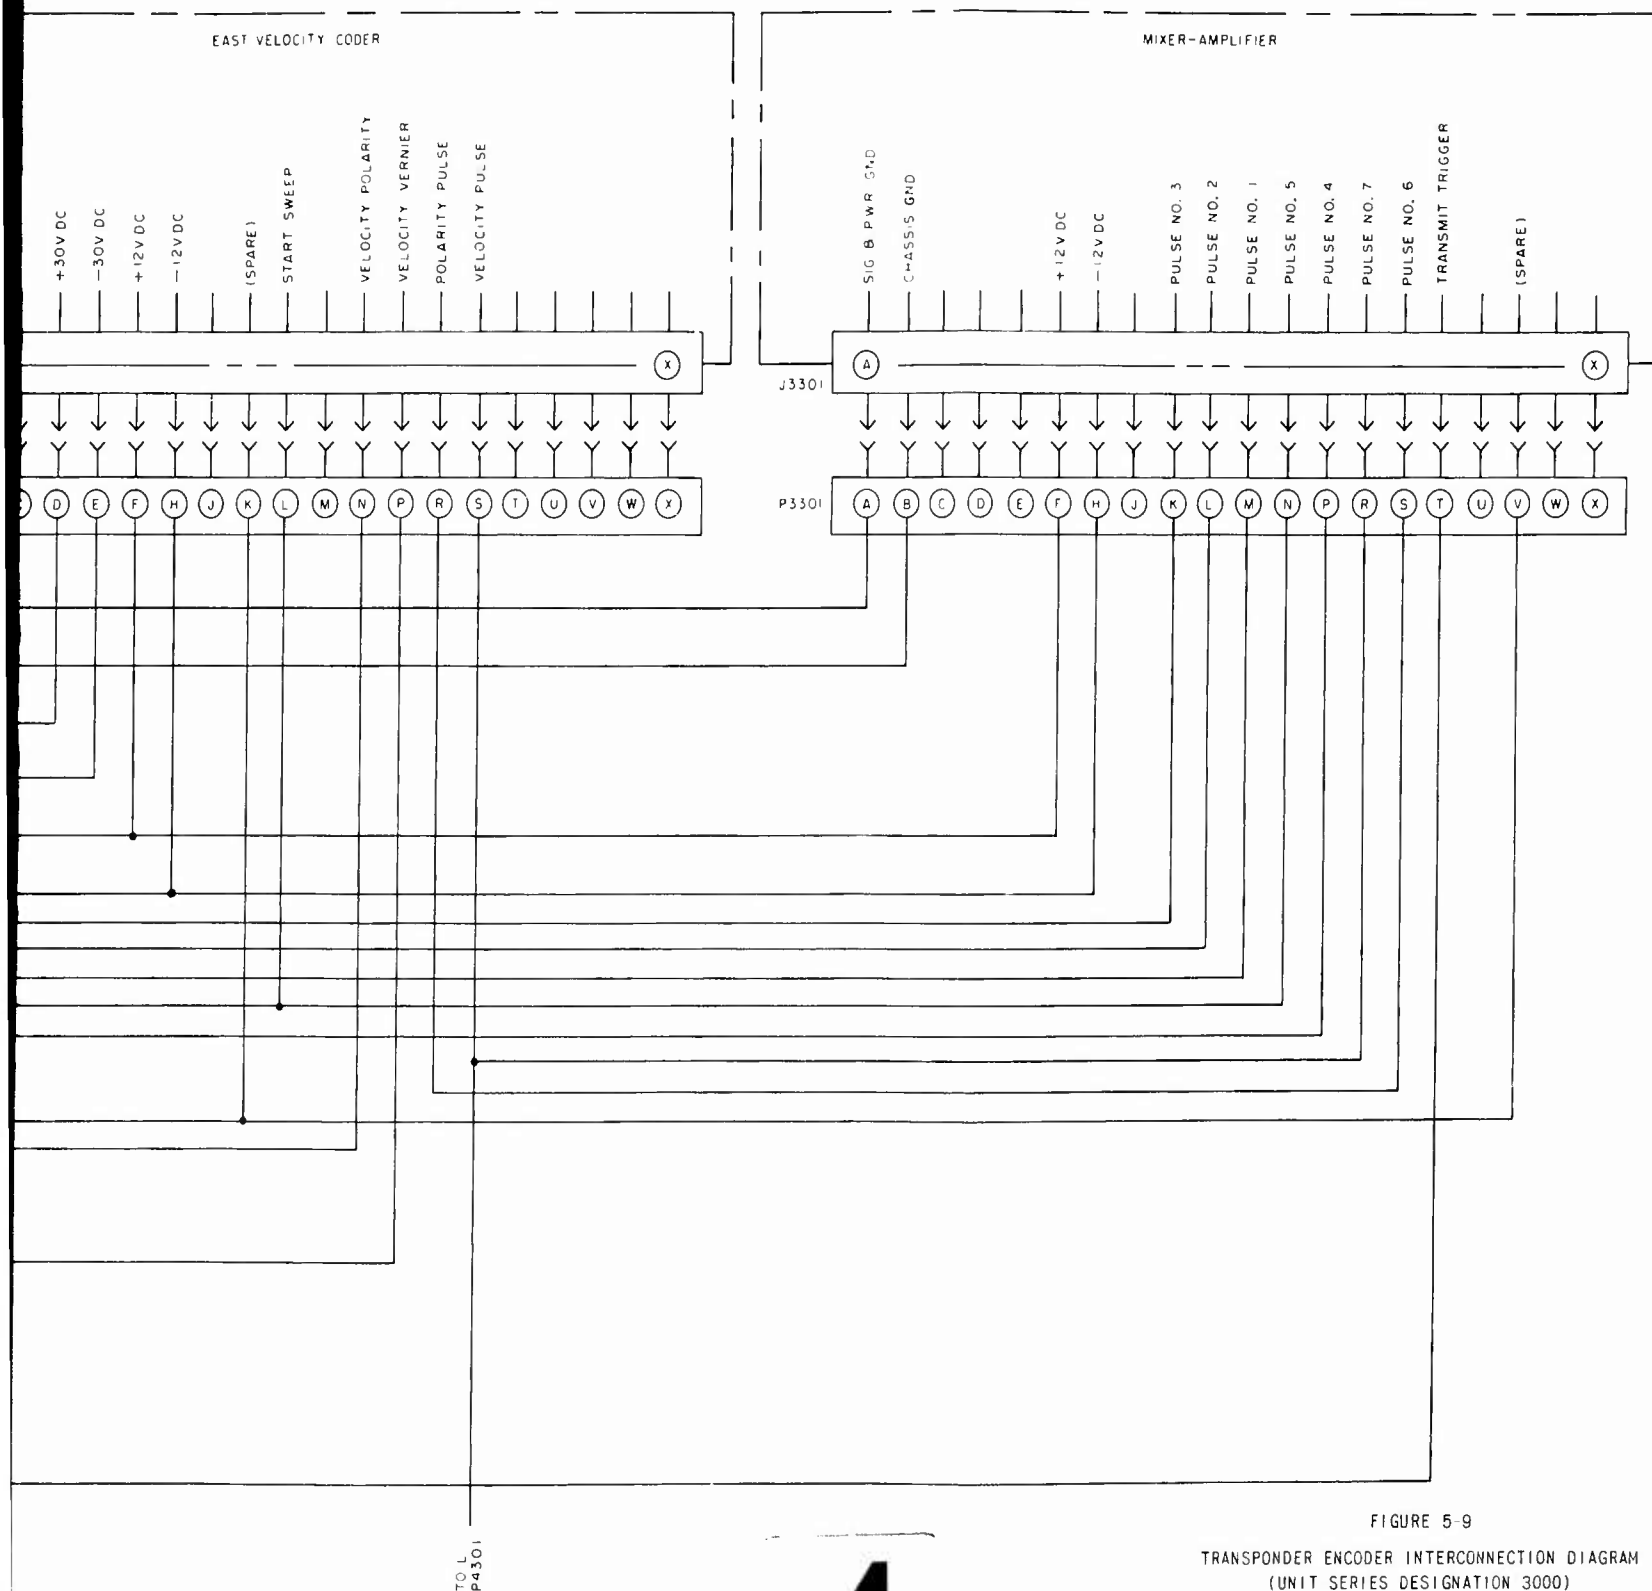 EAST VELOCITY CODER
MIXER-AMPLIFIER
+30V DC
-30V DC
+12V DC
-12V DC
(SPARE)
START SWEEP
VELOCITY POLARITY
VELOCITY VERNIER
POLARITY PULSE
VELOCITY PULSE
SIG B PWR GND
CHASSIS GND
+12V DC
-12V DC
PULSE NO. 3
PULSE NO. 2
PULSE NO. 1
PULSE NO. 5
PULSE NO. 4
PULSE NO. 7
PULSE NO. 6
TRANSMIT TRIGGER
(SPARE)
X
J3301
A
X
D E F H J K L M N P R S T U V W X
P3301
A B C D E F H J K L M N P R S T U V W X
TO L
P4301
FIGURE 5-9
TRANSPONDER ENCODER INTERCONNECTION DIAGRAM
(UNIT SERIES DESIGNATION 3000)